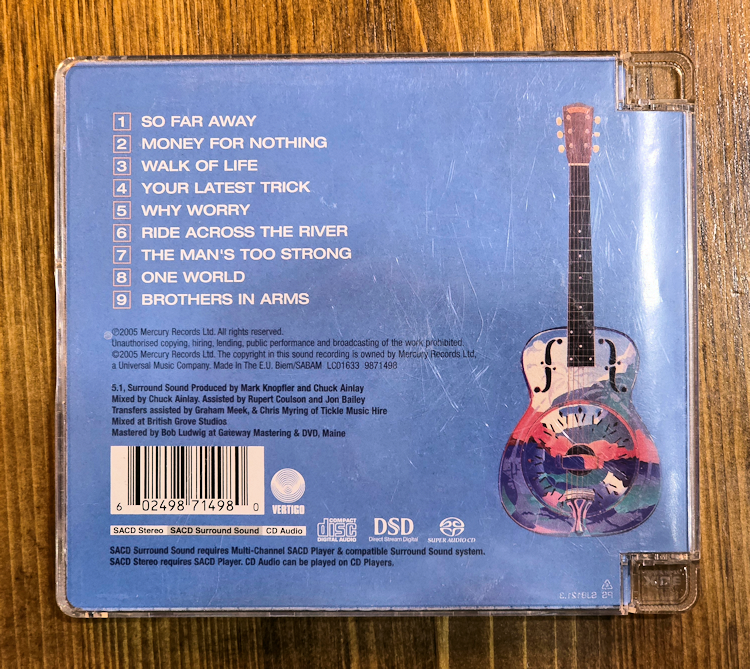 1 SO FAR AWAY
2 MONEY FOR NOTHING
3 WALK OF LIFE
4 YOUR LATEST TRICK
5 WHY WORRY
6 RIDE ACROSS THE RIVER
7 THE MAN'S TOO STRONG
8 ONE WORLD
9 BROTHERS IN ARMS
℗2005 Mercury Records Ltd. All rights reserved.
Unauthorised copying, hiring, lending, public performance and broadcasting of the work prohibited.
©2005 Mercury Records Ltd. The copyright in this sound recording is owned by Mercury Records Ltd,
a Universal Music Company. Made In The E.U. Biem/SABAM LC01633 9871498
5.1, Surround Sound Produced by Mark Knopfler and Chuck Ainlay
Mixed by Chuck Ainlay. Assisted by Rupert Coulson and Jon Bailey
Transfers assisted by Graham Meek, & Chris Myring of Tickle Music Hire
Mixed at British Grove Studios
Mastered by Bob Ludwig at Gateway Mastering & DVD, Maine
6 02498 71498 0
VERTIGO
SACD Stereo SACD Surround Sound CD Audio
COMPACT disc DIGITAL AUDIO
DSD Direct Stream Digital
SUPER AUDIO CD
SACD Surround Sound requires Multi-Channel SACD Player & compatible Surround Sound system.
SACD Stereo requires SACD Player. CD Audio can be played on CD Players.